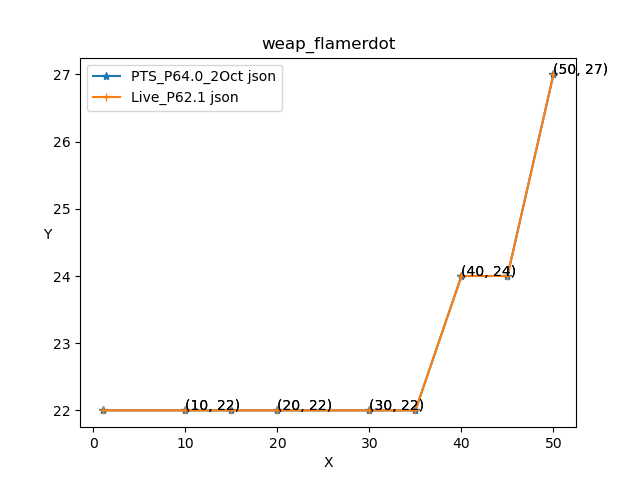 weap_flamerdot
PTS_P64.0_2Oct json
Live_P62.1 json
(50, 27)
27
26
25
Y
24
(40, 24)
23
22
(10, 22) (20, 22) (30, 22)
0 10 20 30 40 50
X